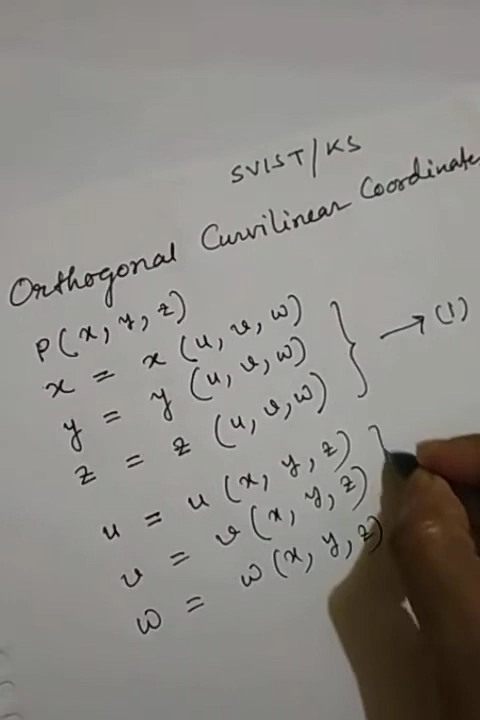 SVIST/KS
Orthogonal Curvilinear Coordinate
P(x, y, z)
x = x (u, v, w)
y = y (u, v, w)
z = z (u, v, w)
} → (1)
u = u (x, y, z)
v = v (x, y, z)
w = w (x, y, z)